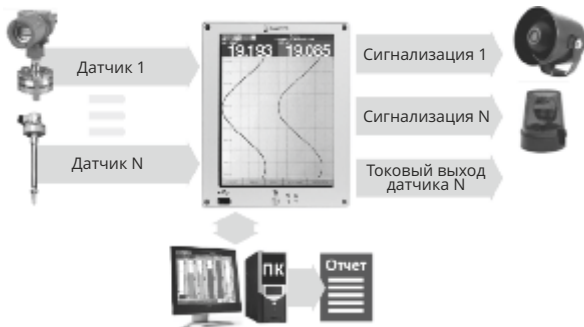 19.193 19.085
Датчик 1
Сигнализация 1
Сигнализация N
Датчик N
Токовый выход
датчика N
ПК
Отчет